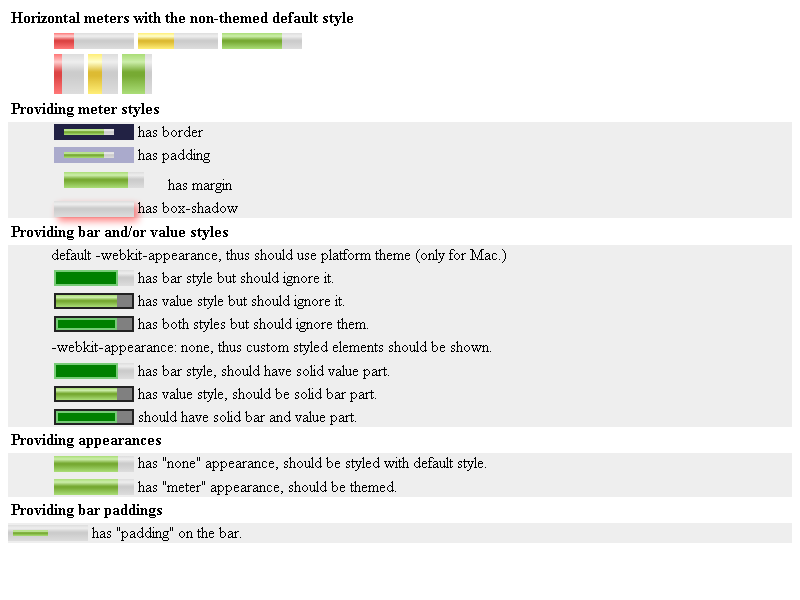 Horizontal meters with the non-themed default style
Providing meter styles
has border
has padding
has margin
has box-shadow
Providing bar and/or value styles
default -webkit-appearance, thus should use platform theme (only for Mac.)
has bar style but should ignore it.
has value style but should ignore it.
has both styles but should ignore them.
-webkit-appearance: none, thus custom styled elements should be shown.
has bar style, should have solid value part.
has value style, should be solid bar part.
should have solid bar and value part.
Providing appearances
has "none" appearance, should be styled with default style.
has "meter" appearance, should be themed.
Providing bar paddings
has "padding" on the bar.